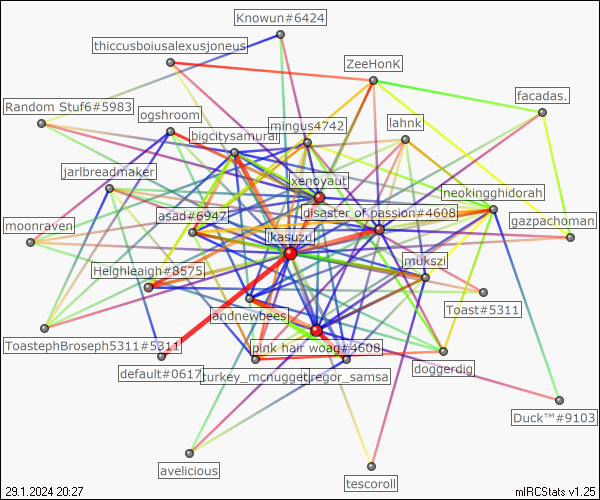 Knowun#6424
thiccusboiusalexusjoneus
ZeeHonK
facadas.
Random Stuf6#5983
ogshroom
mingus4742
lahnk
bigcitysamurai
jarlbreadmaker
xenoyaut
neokingghidorah
asad#6947
disaster of passion#4608
gazpachoman
moonraven
ikasuzu
mukszi
Heighleaigh#8575
Toast#5311
andnewbees
ToastephBroseph5311#5311
pink hair woag#4608
default#0617
turkey_mcnugget
gregor_samsa
doggerdig
Duck™#9103
avelicious
tescoroll
29.1.2024 20:27
mIRCStats v1.25